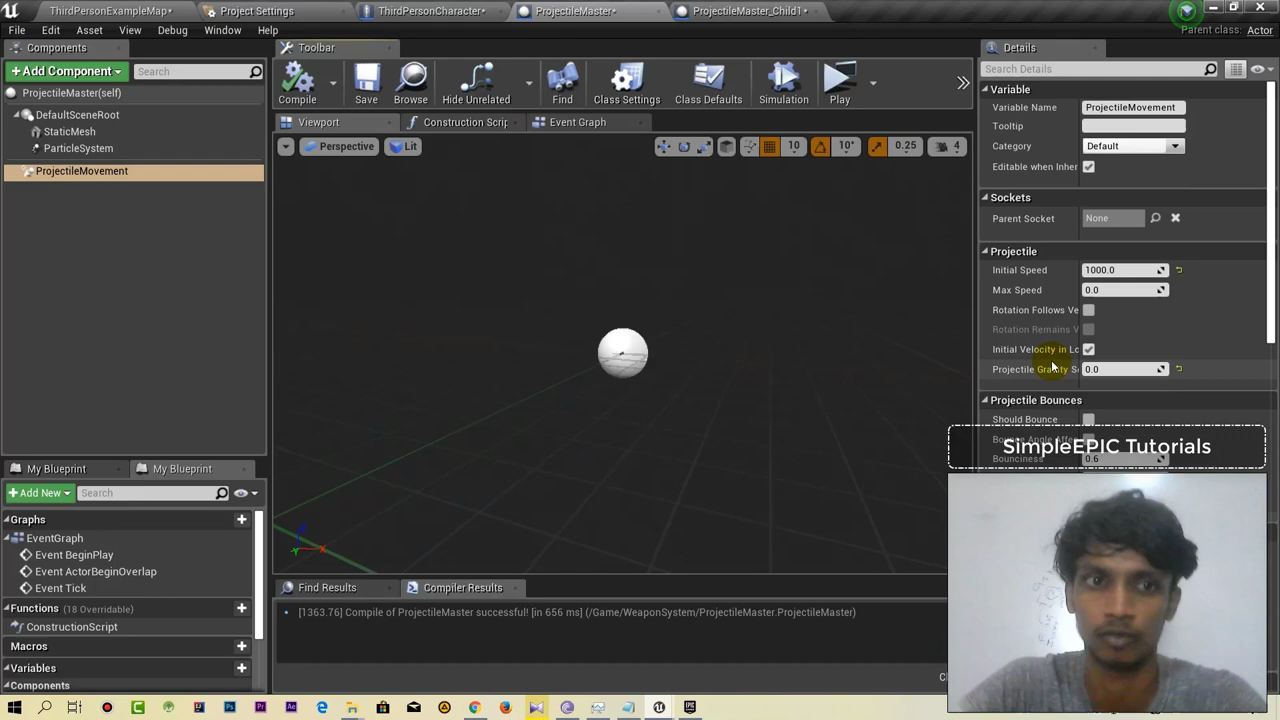 ThirdPersonExampleMap*
Project Settings
ThirdPersonCharacter*
ProjectileMaster*
ProjectileMaster_Child1*
File Edit Asset View Debug Window Help
Parent class: Actor
Components
Toolbar
Details
+ Add Component
Search
Compile
Save
Browse
Hide Unrelated
Find
Class Settings
Class Defaults
Simulation
Play
Search Details
ProjectileMaster(self)
DefaultSceneRoot
StaticMesh
ParticleSystem
ProjectileMovement
Viewport
Construction Scrip
Event Graph
Perspective
Lit
10
10°
0.25
4
Variable
Variable Name ProjectileMovement
Tooltip
Category Default
Editable when Inher
Sockets
Parent Socket None
Projectile
Initial Speed 1000.0
Max Speed 0.0
Rotation Follows Ve
Rotation Remains V
Initial Velocity in Lo
Projectile Gravity S 0.0
Projectile Bounces
Should Bounce
Bounce Angle Affe
Bounciness 0.6
SimpleEPIC Tutorials
My Blueprint
My Blueprint
+ Add New
Search
Graphs
EventGraph
Event BeginPlay
Event ActorBeginOverlap
Event Tick
Functions (18 Overridable)
ConstructionScript
Macros
Variables
Components
Find Results
Compiler Results
[1363.76] Compile of ProjectileMaster successful! [in 656 ms] (/Game/WeaponSystem/ProjectileMaster.ProjectileMaster)